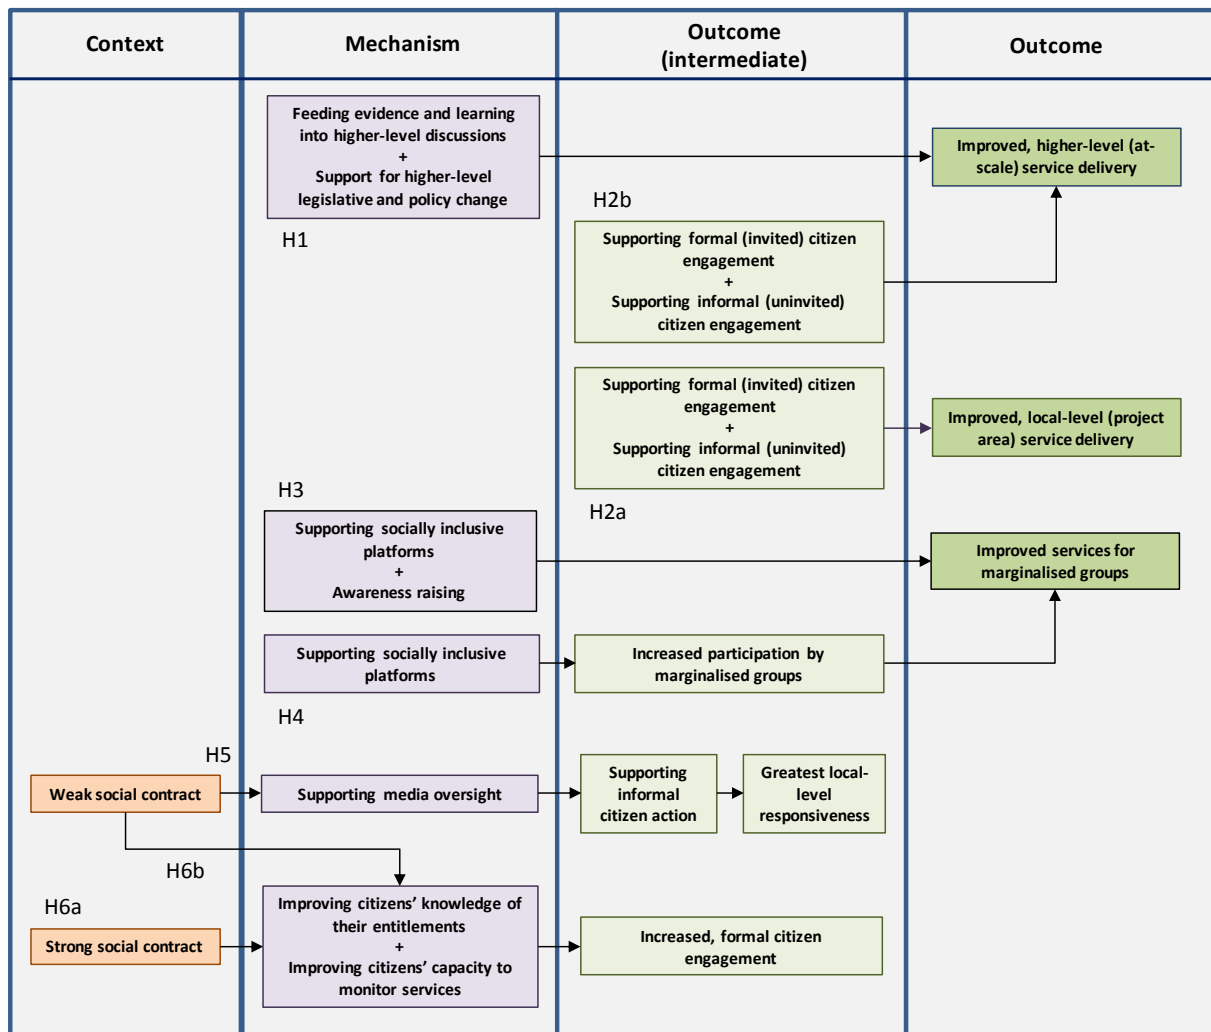 Context
Mechanism
Outcome
(intermediate)
Outcome
Feeding evidence and learning
into higher-level discussions
+
Support for higher-level
legislative and policy change
H1
Improved, higher-level (at-
scale) service delivery
H2b
Supporting formal (invited) citizen
engagement
+
Supporting informal (uninvited)
citizen engagement
Supporting formal (invited) citizen
engagement
+
Supporting informal (uninvited)
citizen engagement
H2a
Improved, local-level (project
area) service delivery
H3
Supporting socially inclusive
platforms
+
Awareness raising
Improved services for
marginalised groups
Supporting socially inclusive
platforms
H4
Increased participation by
marginalised groups
H5
Weak social contract
Supporting media oversight
Supporting
informal
citizen action
Greatest local-
level
responsiveness
H6b
H6a
Strong social contract
Improving citizens’ knowledge of
their entitlements
+
Improving citizens’ capacity to
monitor services
Increased, formal citizen
engagement